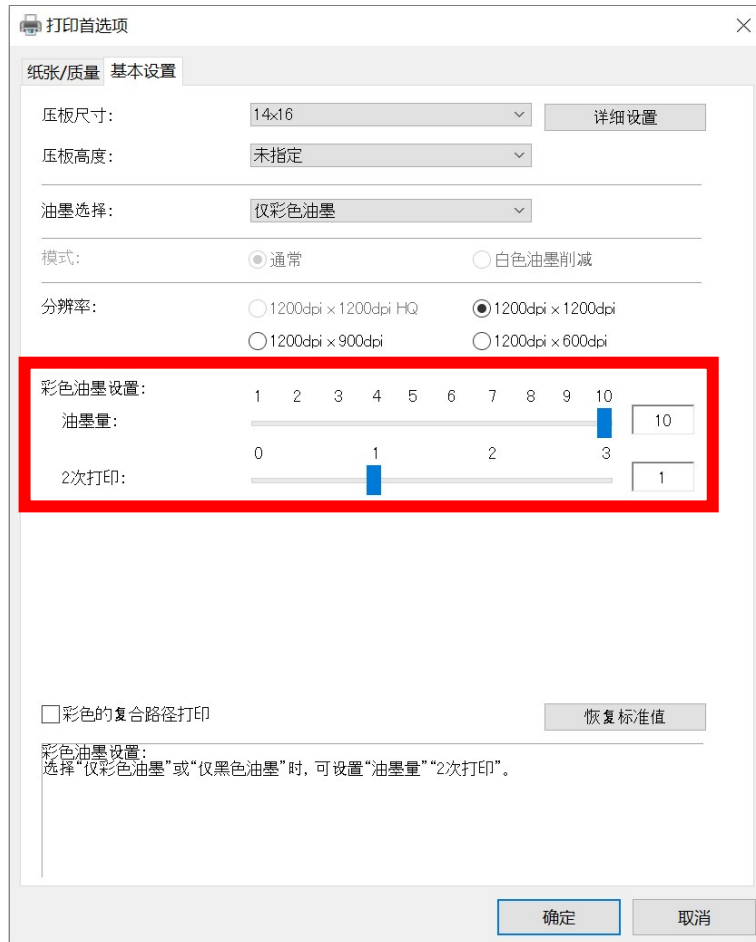 打印首选项
纸张/质量 基本设置
压板尺寸: 14×16 详细设置
压板高度: 未指定
油墨选择: 仅彩色油墨
模式: 通常 白色油墨削减
分辨率: 1200dpi × 1200dpi HQ 1200dpi × 1200dpi
1200dpi × 900dpi 1200dpi × 600dpi
彩色油墨设置: 1 2 3 4 5 6 7 8 9 10
油墨量: 10
0 1 2 3
2次打印: 1
彩色的复合路径打印 恢复标准值
彩色油墨设置:
选择“仅彩色油墨”或“仅黑色油墨”时, 可设置“油墨量”“2次打印”。
确定 取消